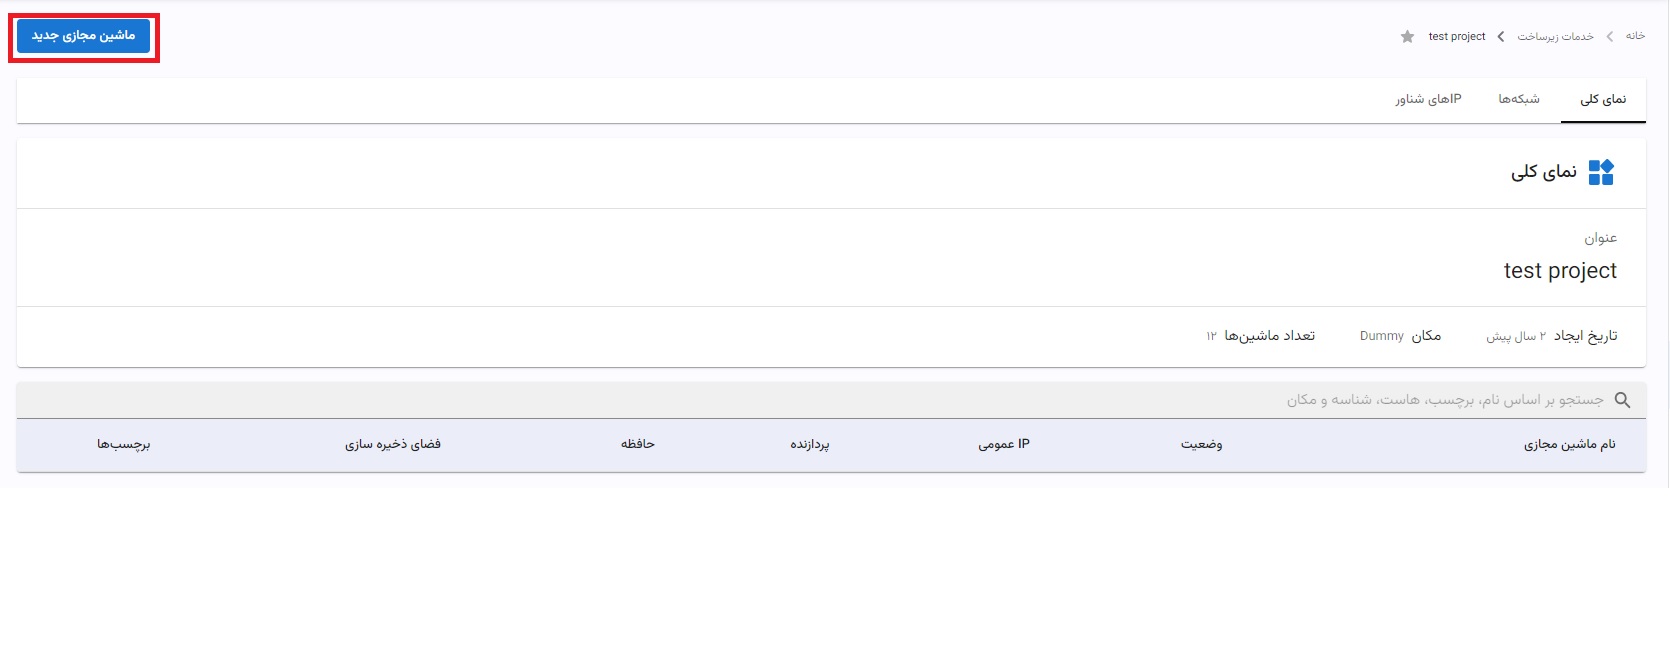 خانه
خدمات زیرساخت
test project
ماشین مجازی جدید
نمای کلی
شبکه‌ها
IPهای شناور
نمای کلی
عنوان
test project
تاریخ ایجاد ۲ سال پیش
مکان Dummy
تعداد ماشین‌ها ۱۲
جستجو بر اساس نام، برچسب، هاست، شناسه و مکان
نام ماشین مجازی
وضعیت
IP عمومی
پردازنده
حافظه
فضای ذخیره سازی
برچسب‌ها